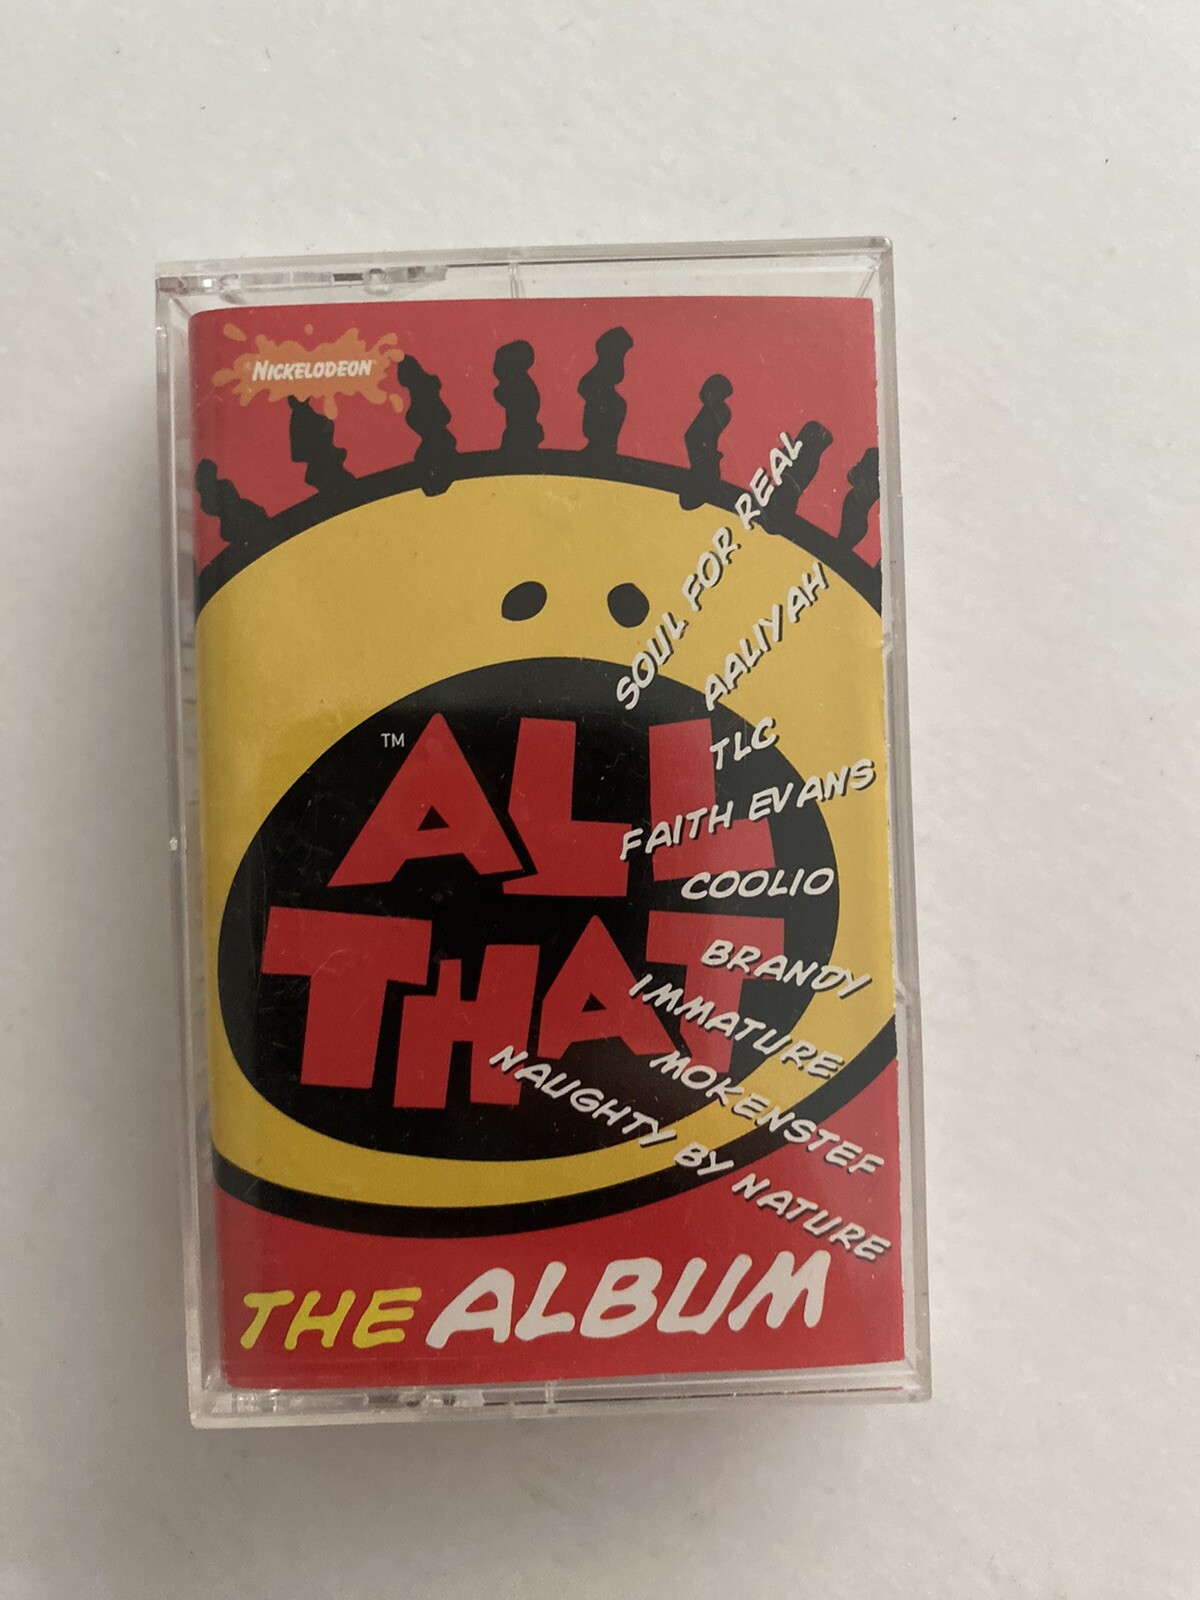 NICKELODEON
SOUL FOR REAL
AALIYAH
TLC
FAITH EVANS
COOLIO
BRANDY
IMMATURE
MOKENSTEF
NAUGHTY BY NATURE
TM
ALL
THAT
THE ALBUM